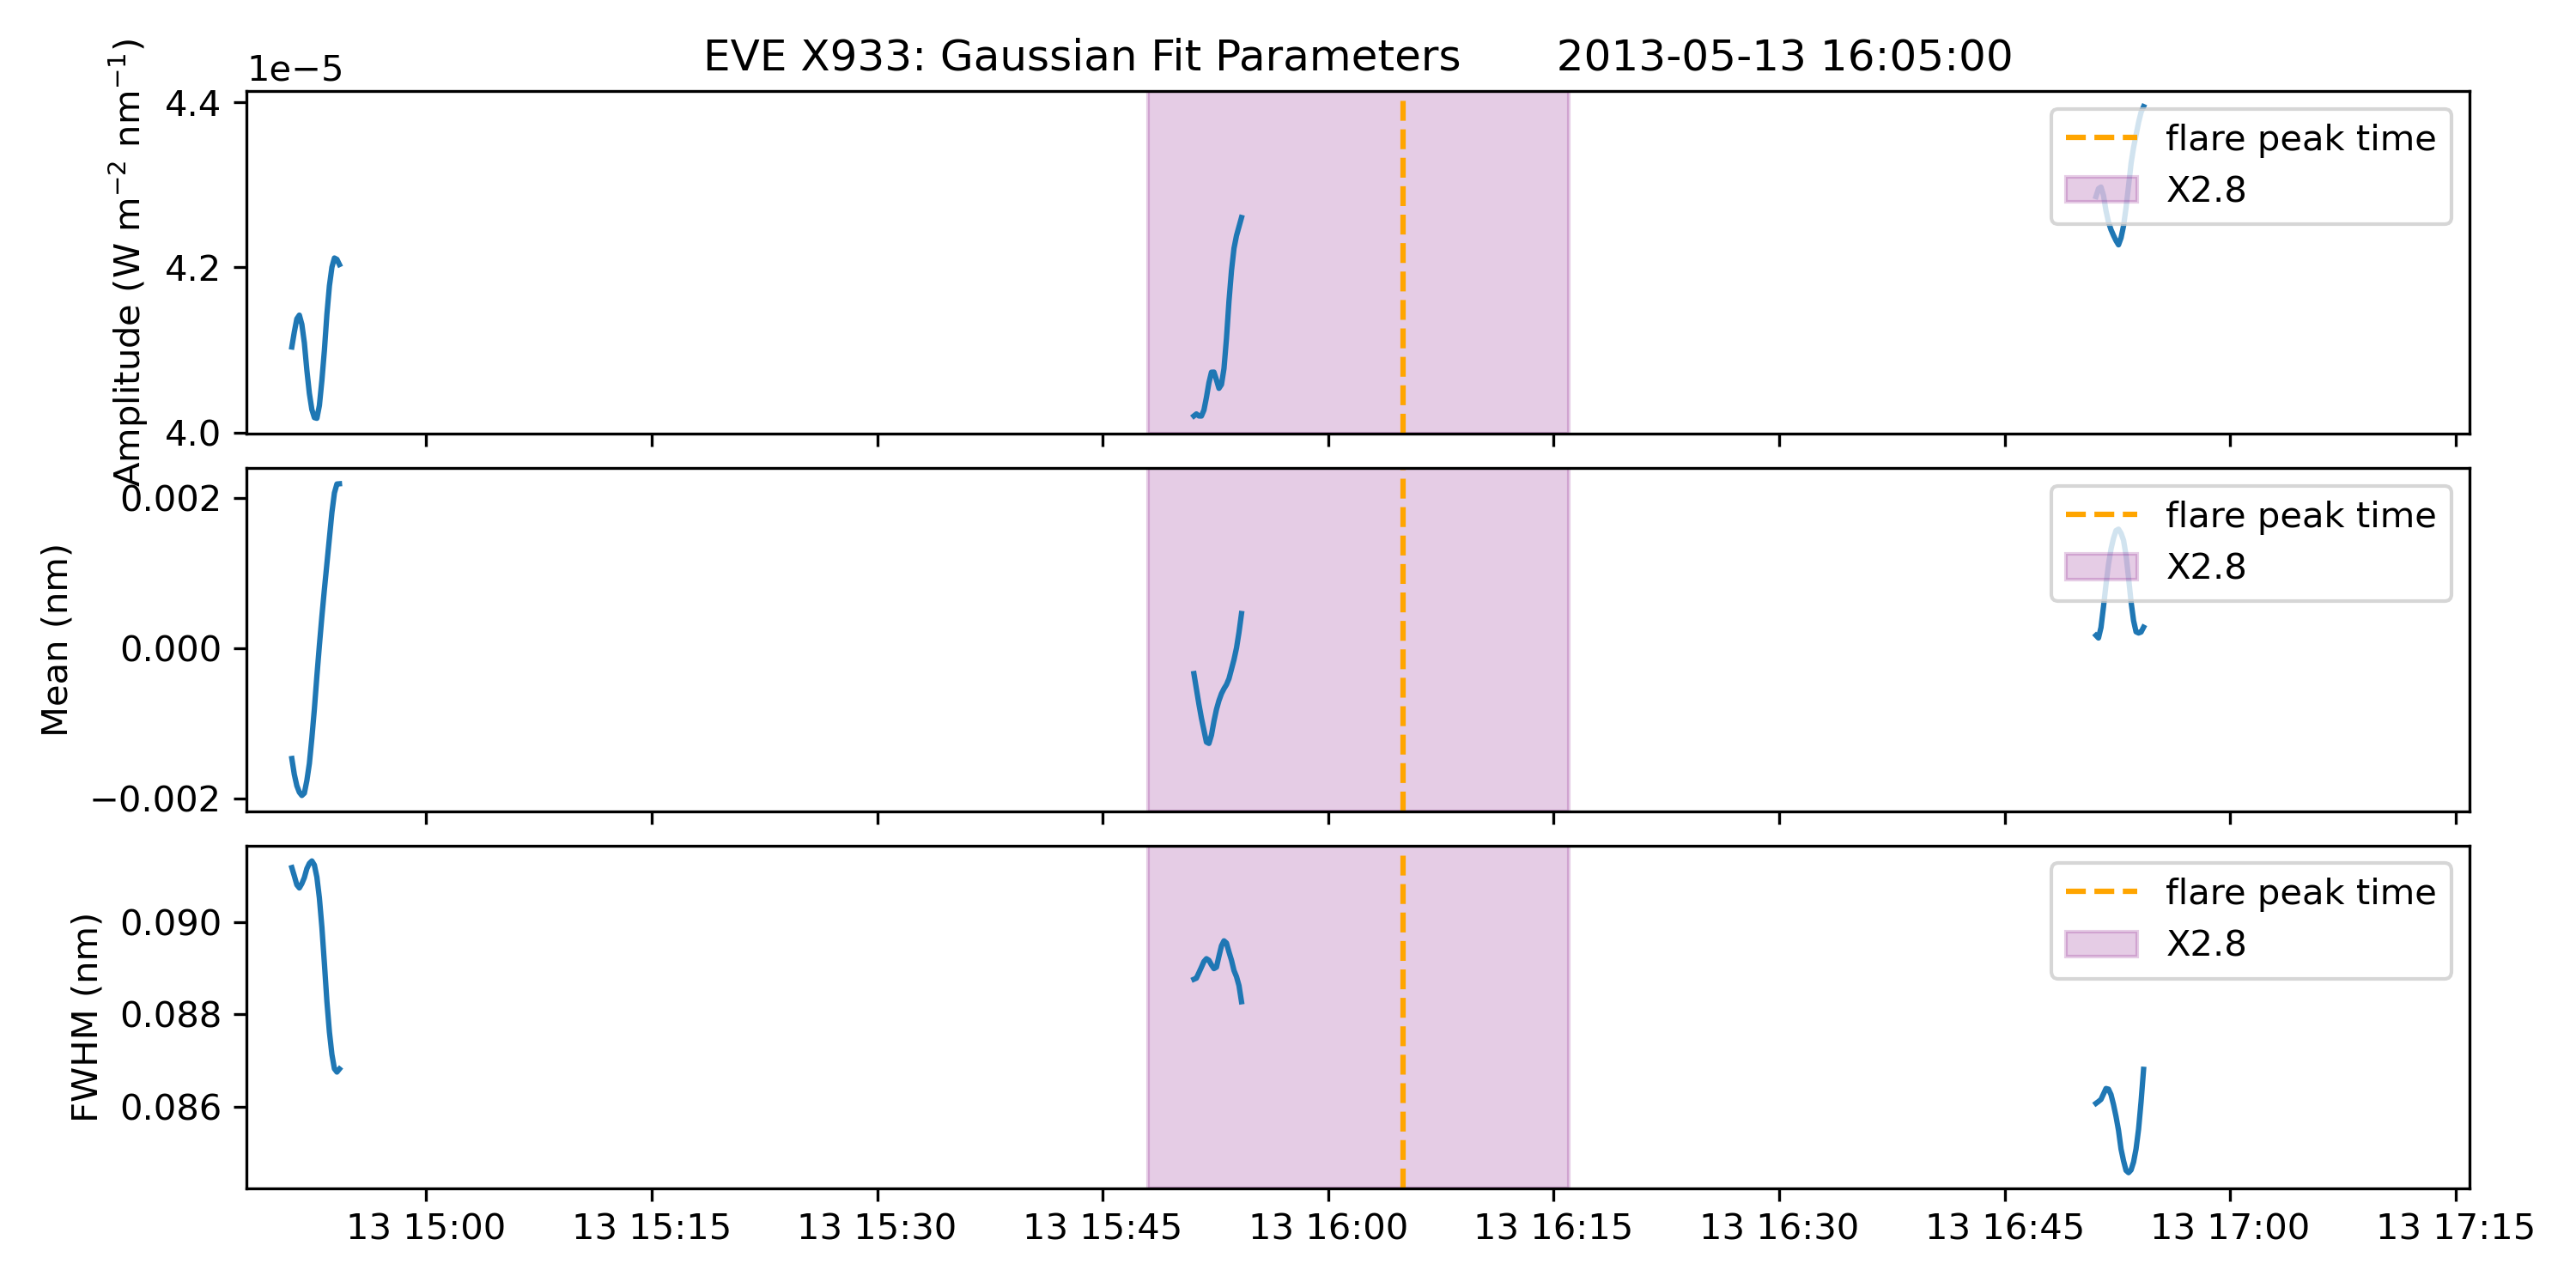 EVE X933: Gaussian Fit Parameters 2013-05-13 16:05:00
1e−5
Amplitude (W m⁻² nm⁻¹)
4.4
4.2
4.0
flare peak time
X2.8
Mean (nm)
0.002
0.000
−0.002
flare peak time
X2.8
FWHM (nm)
0.090
0.088
0.086
flare peak time
X2.8
13 15:00 13 15:15 13 15:30 13 15:45 13 16:00 13 16:15 13 16:30 13 16:45 13 17:00 13 17:15